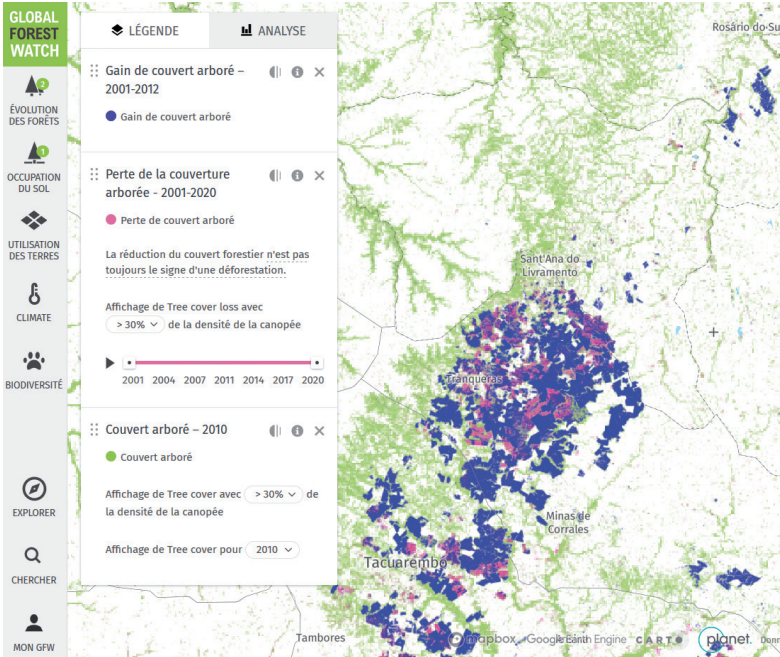 GLOBAL
FOREST
WATCH
2
ÉVOLUTION
DES FORÊTS
1
OCCUPATION
DU SOL
UTILISATION
DES TERRES
CLIMATE
BIODIVERSITÉ
EXPLORER
CHERCHER
MON GFW
LÉGENDE
ANALYSE
Gain de couvert arboré –
2001-2012
Gain de couvert arboré
Perte de la couverture
arborée - 2001-2020
Perte de couvert arboré
La réduction du couvert forestier n'est pas
toujours le signe d'une déforestation.
Affichage de Tree cover loss avec
> 30% de la densité de la canopée
2001 2004 2007 2011 2014 2017 2020
Couvert arboré – 2010
Couvert arboré
Affichage de Tree cover avec > 30% de
la densité de la canopée
Affichage de Tree cover pour 2010
Rosário do Su
Sant'Ana do
Livramento
Tranqueras
Minas de
Corrales
Tacuarembó
Tambores
mapbox Google Earth Engine CARTO planet. Donn